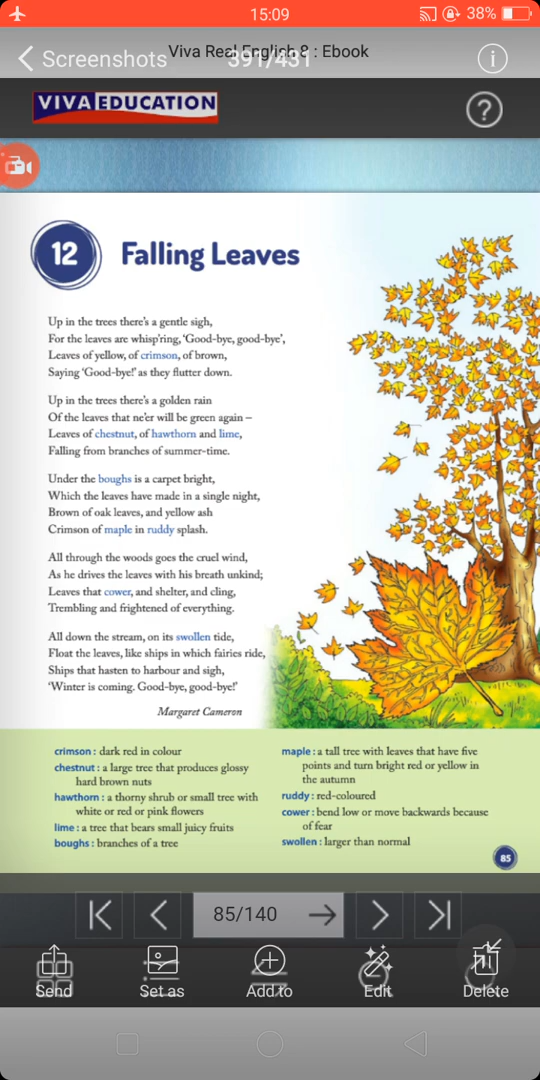 15:09
38%
Viva Real English 8 : Ebook
Screenshots
391/431
VIVA EDUCATION
12
Falling Leaves
Up in the trees there's a gentle sigh,
For the leaves are whisp'ring, 'Good-bye, good-bye',
Leaves of yellow, of crimson, of brown,
Saying 'Good-bye!' as they flutter down.
Up in the trees there's a golden rain
Of the leaves that ne'er will be green again –
Leaves of chestnut, of hawthorn and lime,
Falling from branches of summer-time.
Under the boughs is a carpet bright,
Which the leaves have made in a single night,
Brown of oak leaves, and yellow ash
Crimson of maple in ruddy splash.
All through the woods goes the cruel wind,
As he drives the leaves with his breath unkind;
Leaves that cower, and shelter, and cling,
Trembling and frightened of everything.
All down the stream, on its swollen tide,
Float the leaves, like ships in which fairies ride,
Ships that hasten to harbour and sigh,
'Winter is coming. Good-bye, good-bye!'
Margaret Cameron
crimson : dark red in colour
chestnut : a large tree that produces glossy
hard brown nuts
hawthorn : a thorny shrub or small tree with
white or red or pink flowers
lime : a tree that bears small juicy fruits
boughs : branches of a tree
maple : a tall tree with leaves that have five
points and turn bright red or yellow in
the autumn
ruddy : red-coloured
cower : bend low or move backwards because
of fear
swollen : larger than normal
85
85/140
Send
Set as
Add to
Edit
Delete